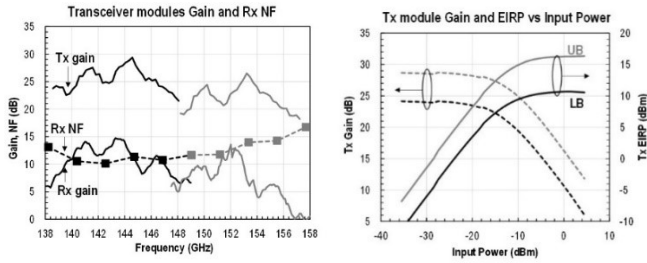 Transceiver modules Gain and Rx NF
35
30
25
20
15
10
5
0
Gain, NF (dB)
Tx gain
Rx NF
Rx gain
138 140 142 144 146 148 150 152 154 156 158
Frequency (GHz)
Tx module Gain and EIRP vs Input Power
35
30
25
20
15
10
5
Tx Gain (dB)
UB
LB
20
15
10
5
0
-5
-10
Tx EIRP (dBm)
-40 -30 -20 -10 0 10
Input Power (dBm)